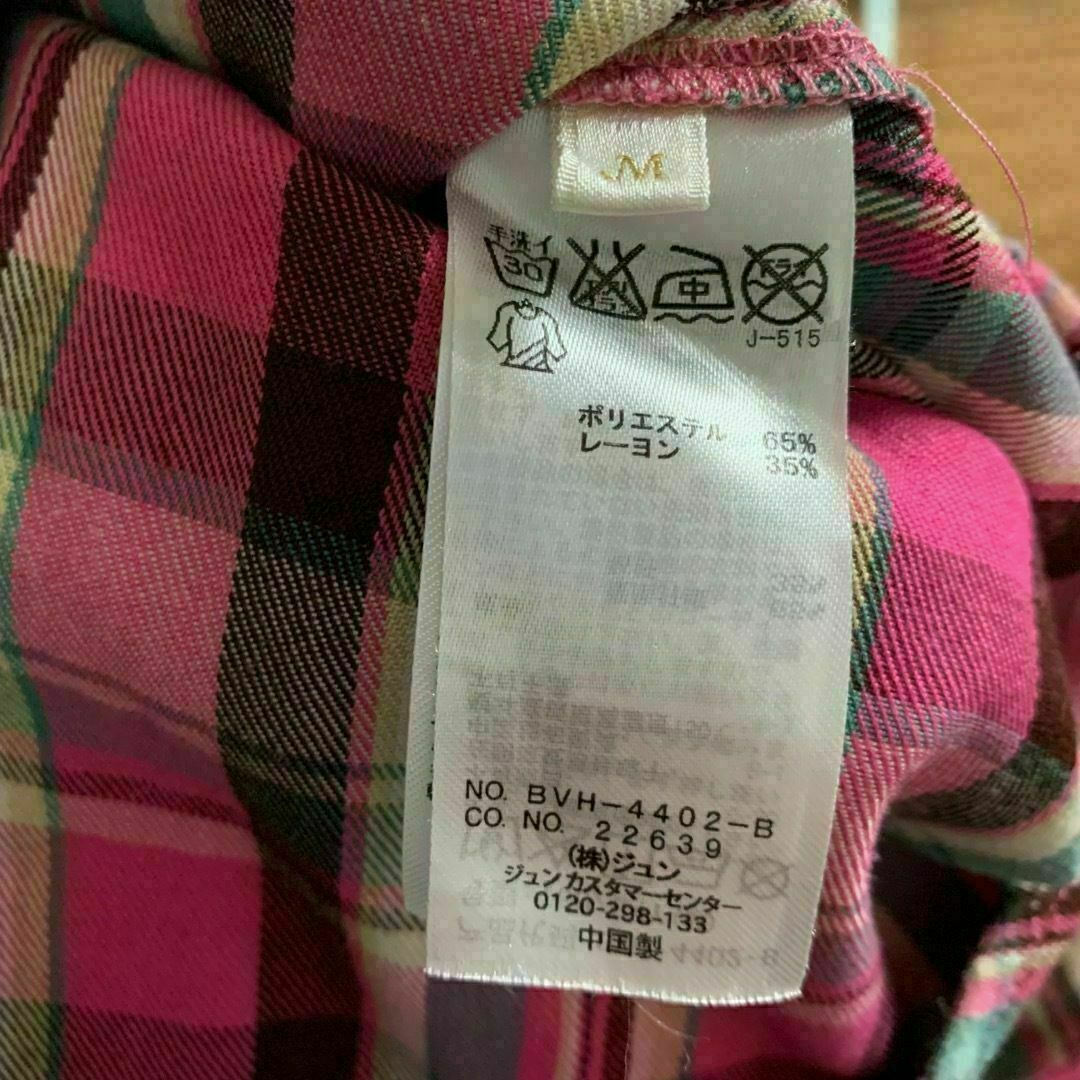 M
手洗イ
30
中
J-515
ポリエステル 65%
レーヨン 35%
NO. BVH-4402-B
CO. NO. 22639
(株)ジュン
ジュンカスタマーセンター
0120-298-133
中国製